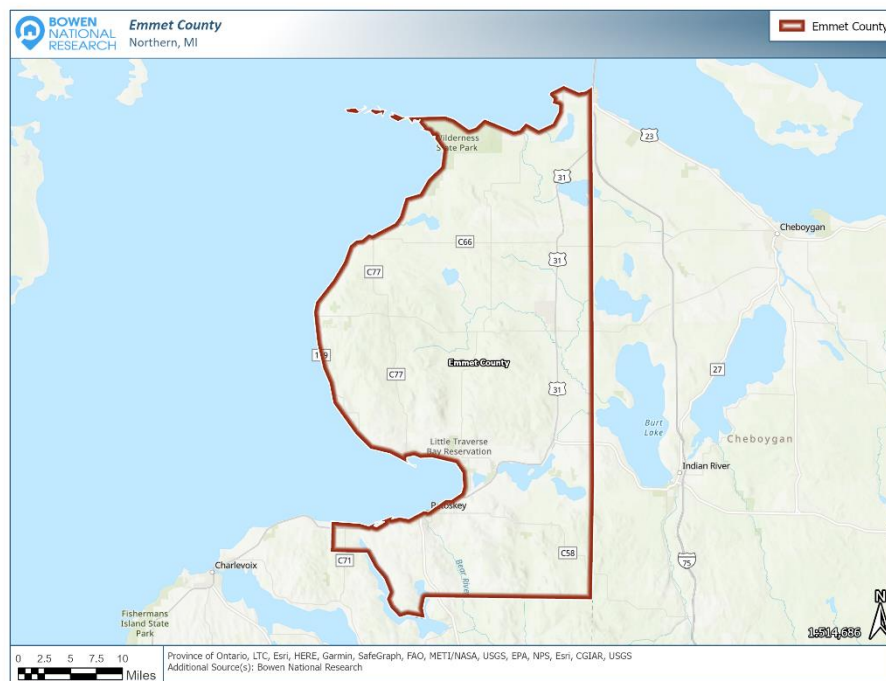 BOWEN
NATIONAL
RESEARCH
Emmet County
Northern, MI
Emmet County
Wilderness
State Park
31
23
Cheboygan
C66
31
C77
119
C77
Emmet County
31
27
Burt
Lake
Cheboygan
Little Traverse
Bay Reservation
Indian River
Petoskey
C58
Charlevoix
C71
Bear River
75
Fishermans
Island State
Park
N
1:514,686
0 2.5 5 7.5 10
Miles
Province of Ontario, LTC, Esri, HERE, Garmin, SafeGraph, FAO, METI/NASA, USGS, EPA, NPS, Esri, CGIAR, USGS
Additional Source(s): Bowen National Research